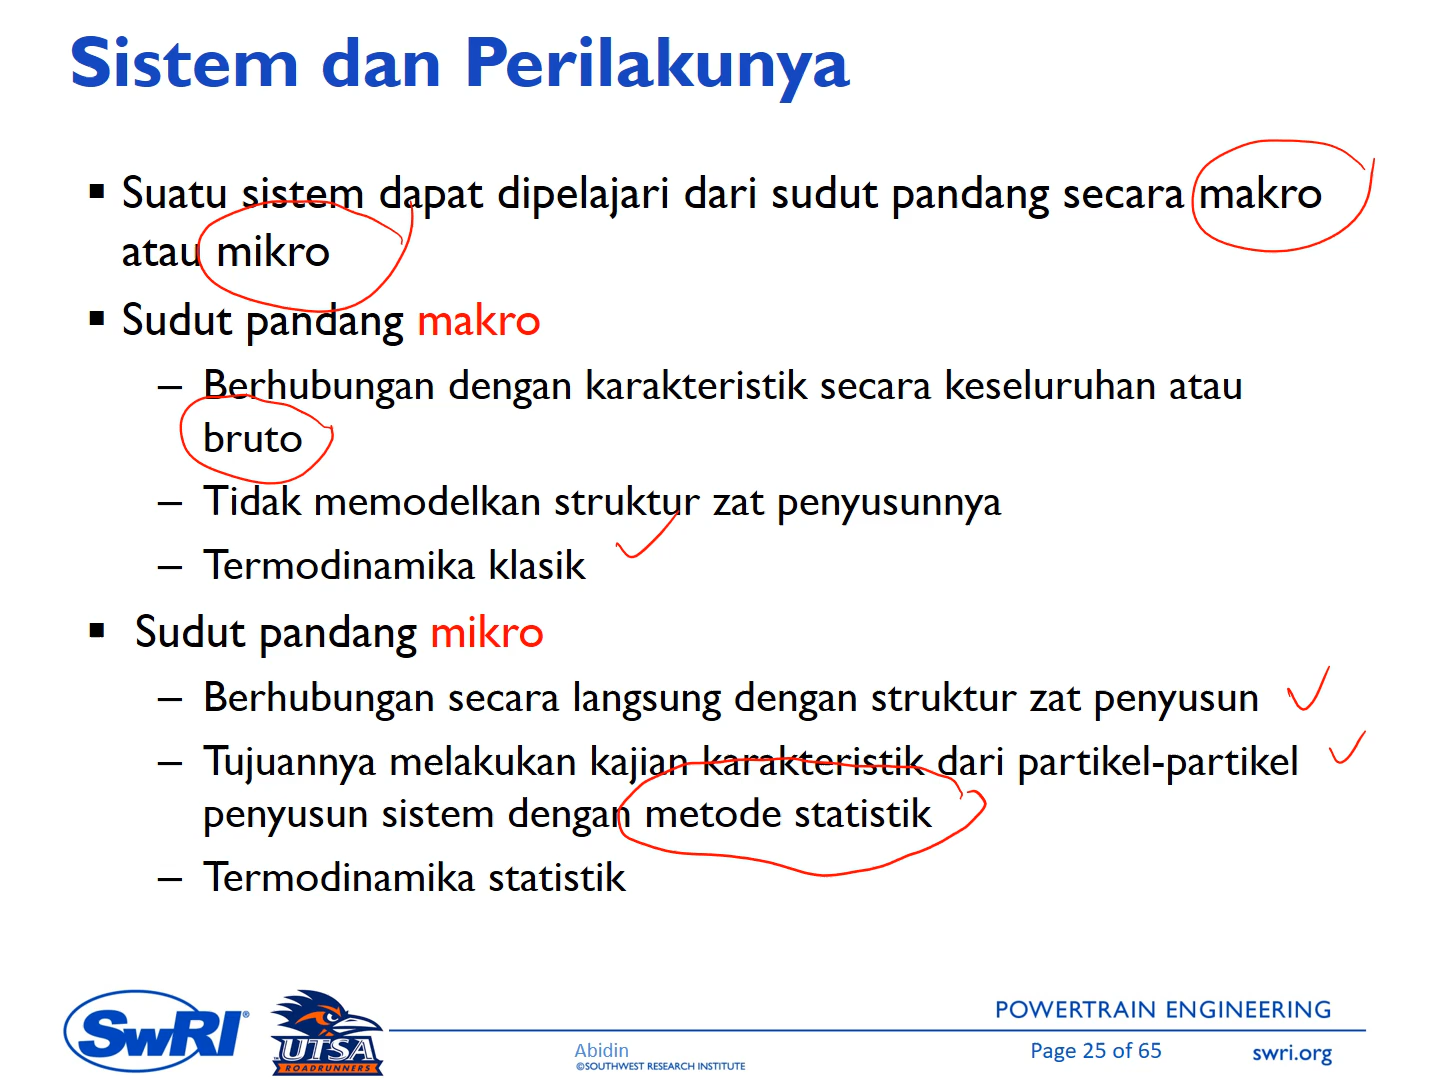 Sistem dan Perilakunya
▪ Suatu sistem dapat dipelajari dari sudut pandang secara makro
atau mikro
▪ Sudut pandang makro
– Berhubungan dengan karakteristik secara keseluruhan atau
bruto
– Tidak memodelkan struktur zat penyusunnya
– Termodinamika klasik
▪ Sudut pandang mikro
– Berhubungan secara langsung dengan struktur zat penyusun
– Tujuannya melakukan kajian karakteristik dari partikel-partikel
penyusun sistem dengan metode statistik
– Termodinamika statistik
SwRI®
UTSA
ROADRUNNERS
Abidin
©SOUTHWEST RESEARCH INSTITUTE
POWERTRAIN ENGINEERING
Page 25 of 65
swri.org